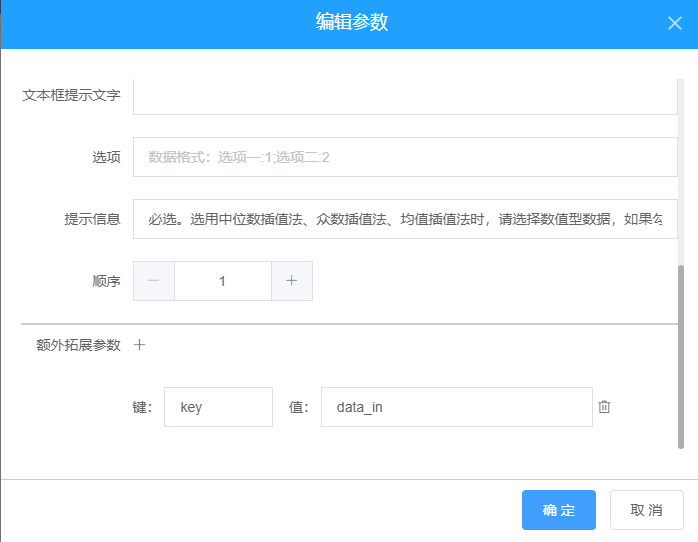 编辑参数
文本框提示文字
选项 数据格式：选项一:1;选项二:2
提示信息 必选。选用中位数插值法、众数插值法、均值插值法时，请选择数值型数据，如果勾
顺序 1
额外拓展参数
键： key 值： data_in
确 定 取 消